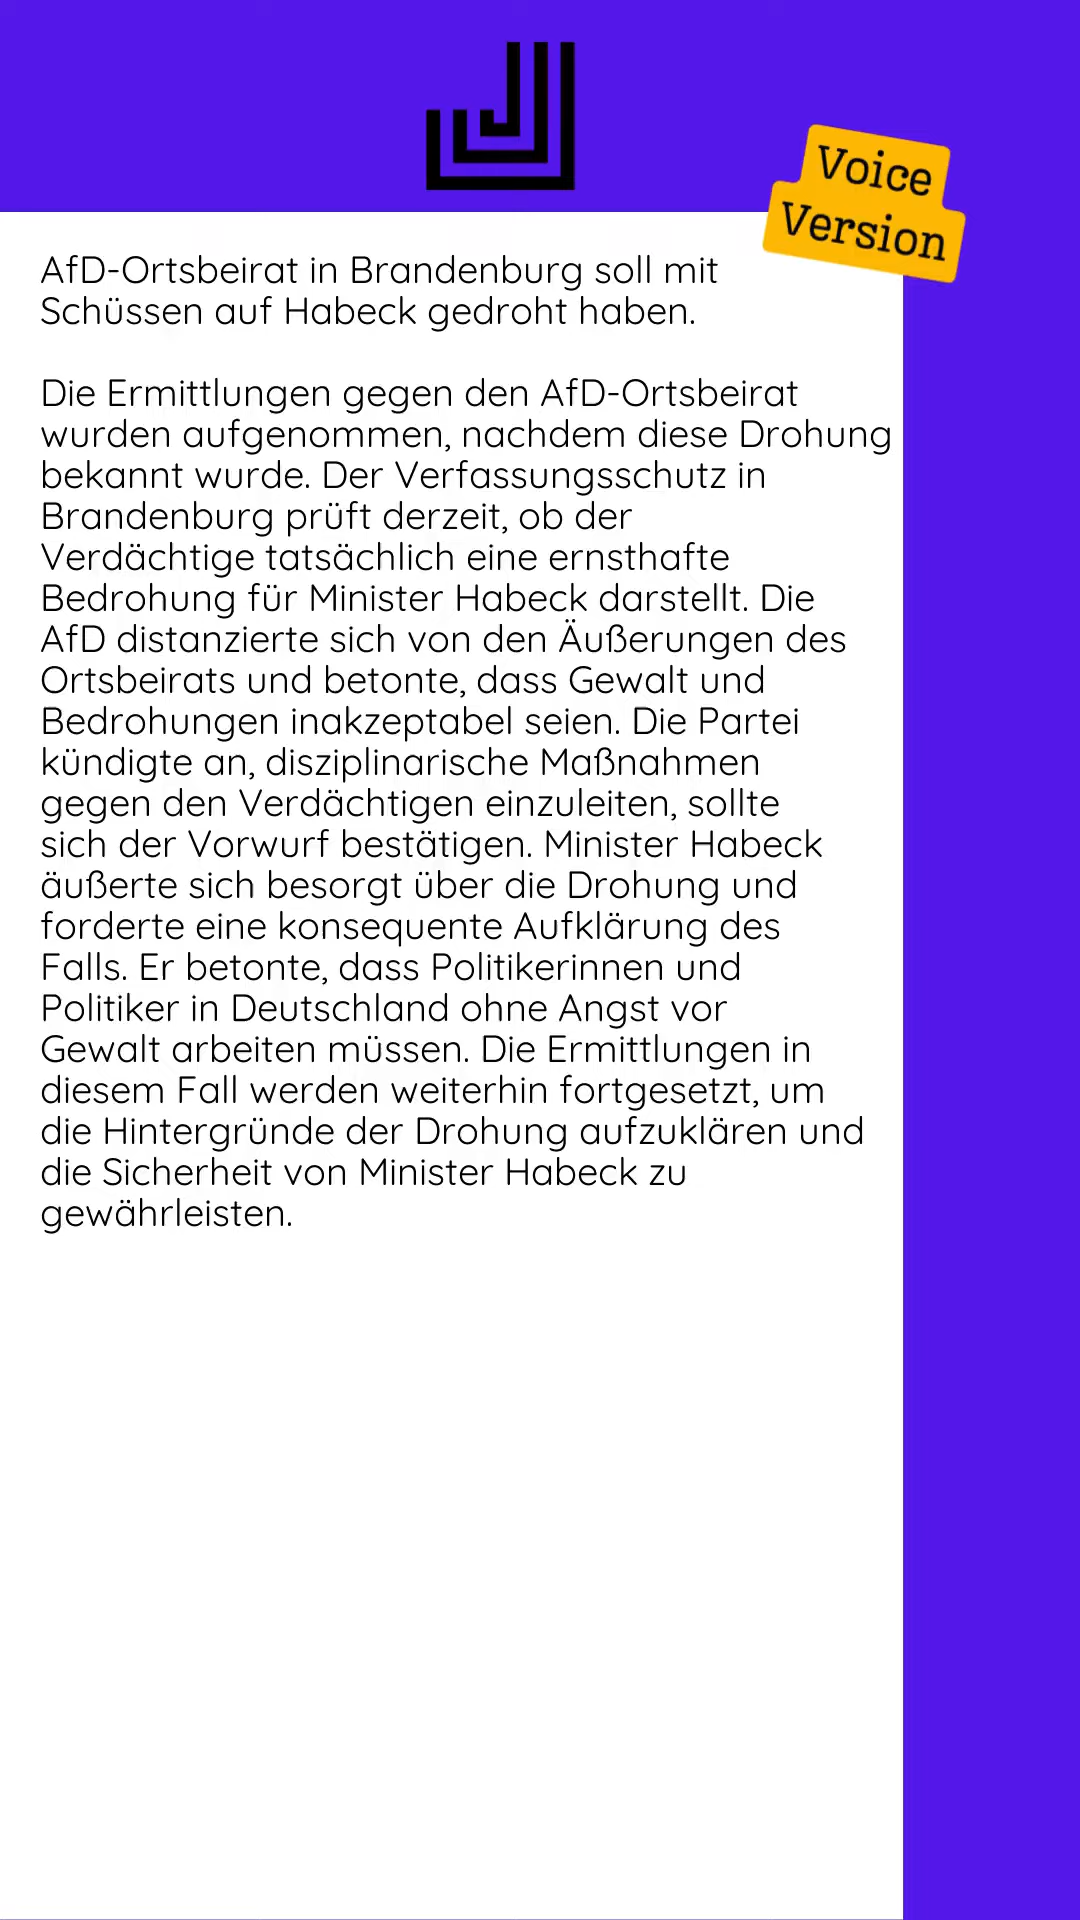 Voice
Version
AfD-Ortsbeirat in Brandenburg soll mit
Schüssen auf Habeck gedroht haben.
Die Ermittlungen gegen den AfD-Ortsbeirat
wurden aufgenommen, nachdem diese Drohung
bekannt wurde. Der Verfassungsschutz in
Brandenburg prüft derzeit, ob der
Verdächtige tatsächlich eine ernsthafte
Bedrohung für Minister Habeck darstellt. Die
AfD distanzierte sich von den Äußerungen des
Ortsbeirats und betonte, dass Gewalt und
Bedrohungen inakzeptabel seien. Die Partei
kündigte an, disziplinarische Maßnahmen
gegen den Verdächtigen einzuleiten, sollte
sich der Vorwurf bestätigen. Minister Habeck
äußerte sich besorgt über die Drohung und
forderte eine konsequente Aufklärung des
Falls. Er betonte, dass Politikerinnen und
Politiker in Deutschland ohne Angst vor
Gewalt arbeiten müssen. Die Ermittlungen in
diesem Fall werden weiterhin fortgesetzt, um
die Hintergründe der Drohung aufzuklären und
die Sicherheit von Minister Habeck zu
gewährleisten.